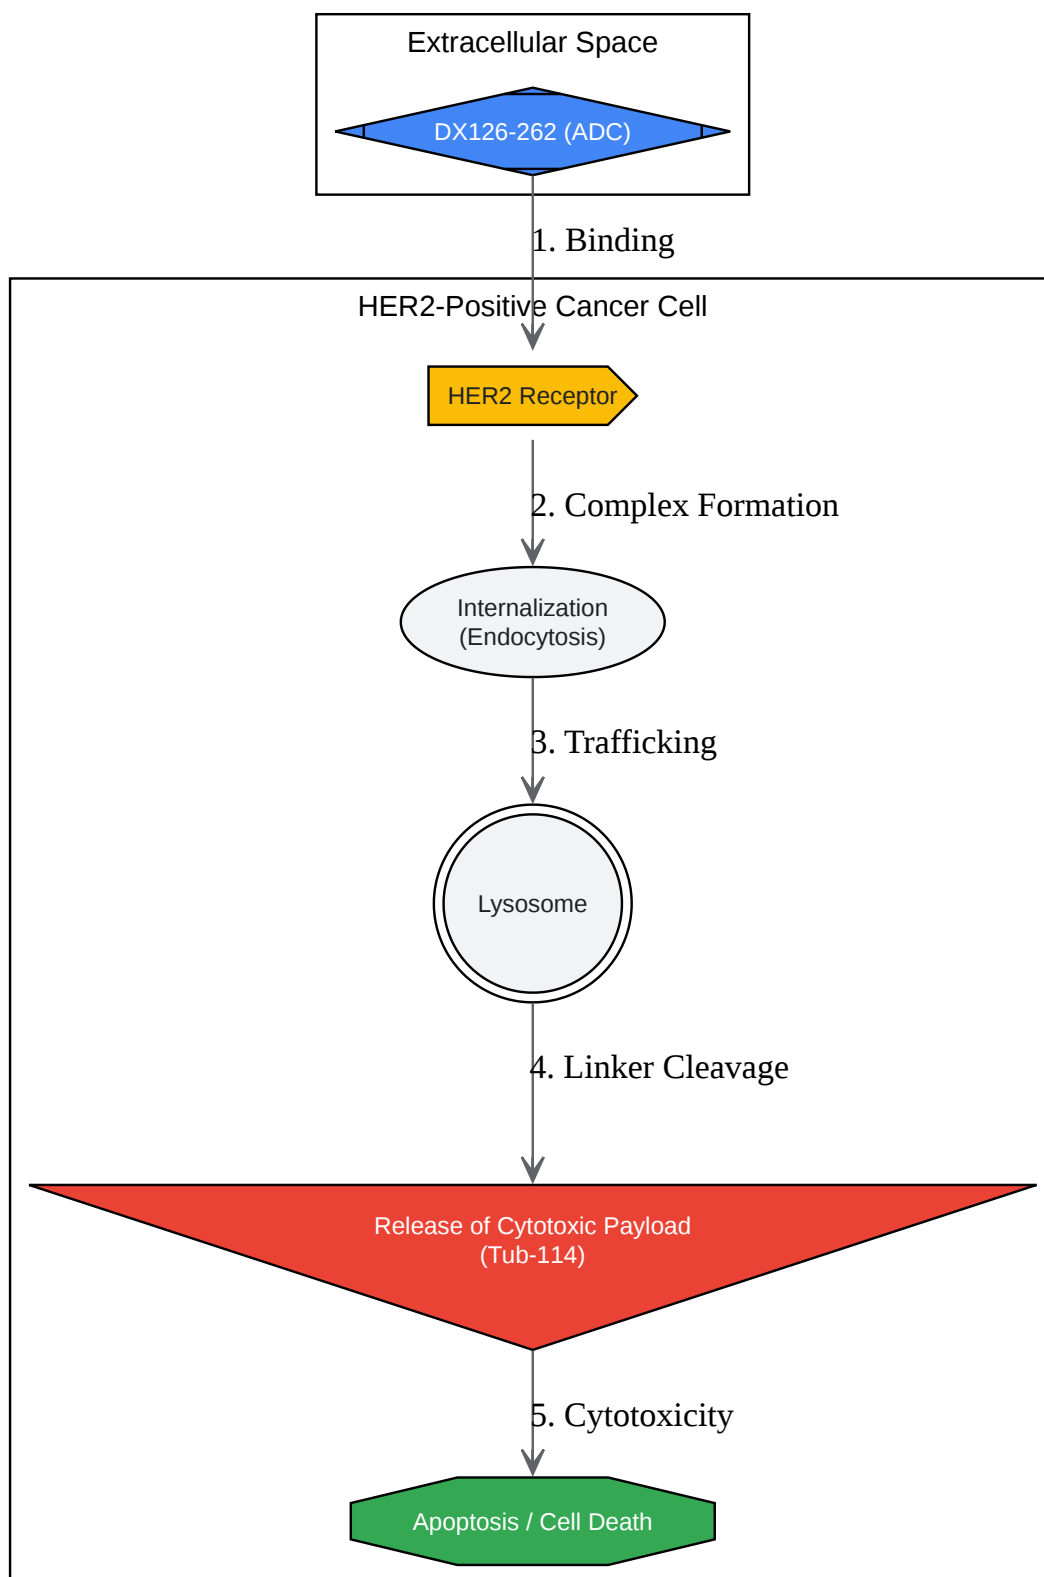 Extracellular Space
DX126-262 (ADC)
1. Binding
HER2-Positive Cancer Cell
HER2 Receptor
2. Complex Formation
Internalization
(Endocytosis)
3. Trafficking
Lysosome
4. Linker Cleavage
Release of Cytotoxic Payload
(Tub-114)
5. Cytotoxicity
Apoptosis / Cell Death